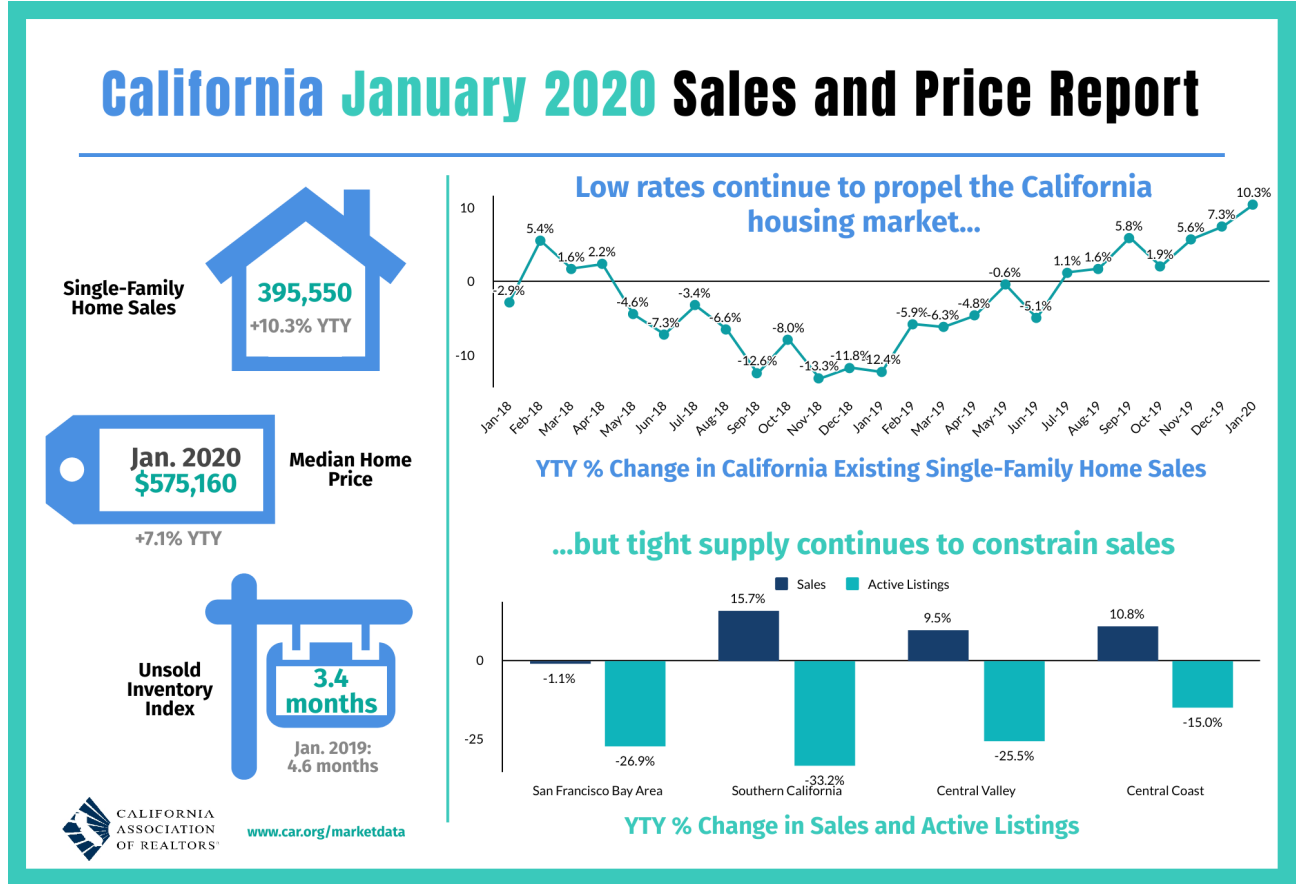 California January 2020 Sales and Price Report
Single-Family
Home Sales
395,550
+10.3% YTY
Jan. 2020
$575,160
+7.1% YTY
Median Home
Price
Unsold
Inventory
Index
3.4
months
Jan. 2019:
4.6 months
CALIFORNIA
ASSOCIATION
OF REALTORS®
www.car.org/marketdata
Low rates continue to propel the California
housing market...
10
0
-10
-2.9%
5.4%
1.6%
2.2%
-4.6%
-7.3%
-3.4%
-6.6%
-12.6%
-8.0%
-13.3%
-11.8%
-12.4%
-5.9%
-6.3%
-4.8%
-0.6%
-5.1%
1.1%
1.6%
5.8%
1.9%
5.6%
7.3%
10.3%
Jan-18
Feb-18
Mar-18
Apr-18
May-18
Jun-18
Jul-18
Aug-18
Sep-18
Oct-18
Nov-18
Dec-18
Jan-19
Feb-19
Mar-19
Apr-19
May-19
Jun-19
Jul-19
Aug-19
Sep-19
Oct-19
Nov-19
Dec-19
Jan-20
YTY % Change in California Existing Single-Family Home Sales
...but tight supply continues to constrain sales
Sales
Active Listings
0
-25
-1.1%
-26.9%
15.7%
-33.2%
9.5%
-25.5%
10.8%
-15.0%
San Francisco Bay Area
Southern California
Central Valley
Central Coast
YTY % Change in Sales and Active Listings